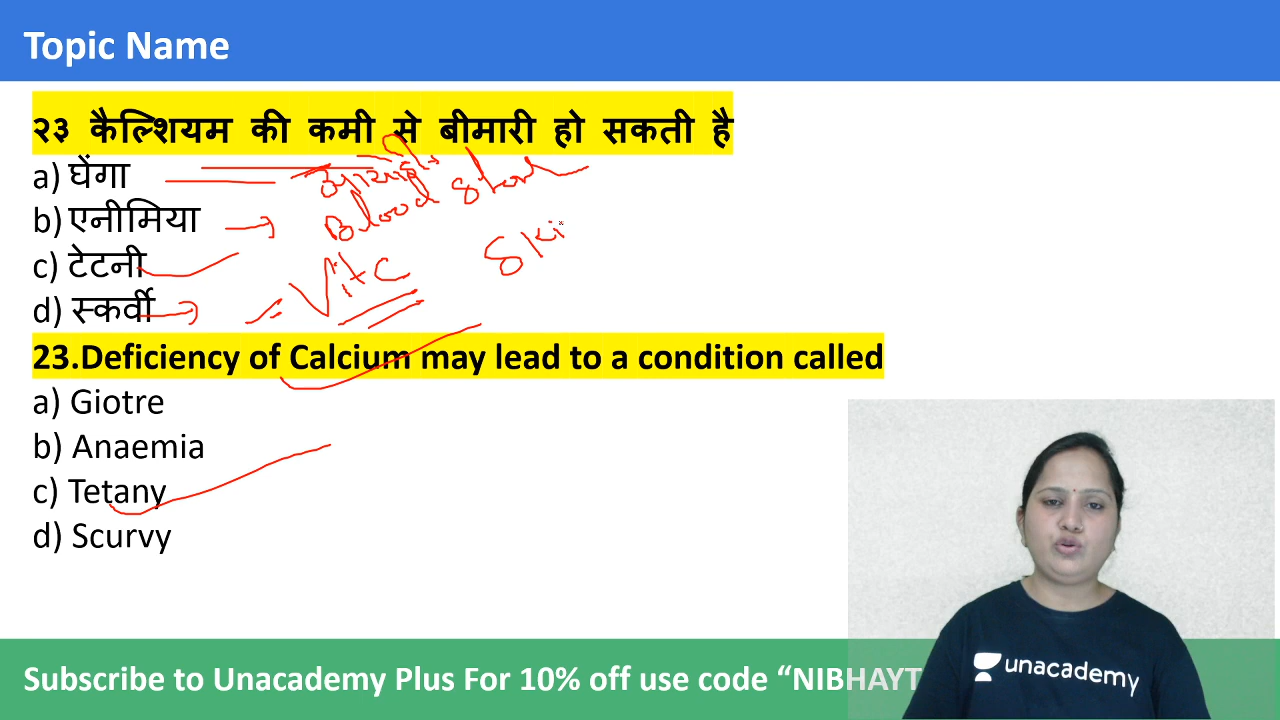 Topic Name
२३ कैल्शियम की कमी से बीमारी हो सकती है
a) घेंगा
b) एनीमिया
Blood
c) टेटनी
Vit C
Ski
d) स्कर्वी
23.Deficiency of Calcium may lead to a condition called
a) Giotre
b) Anaemia
c) Tetany
d) Scurvy
unacademy
Subscribe to Unacademy Plus For 10% off use code “NIBHAYT